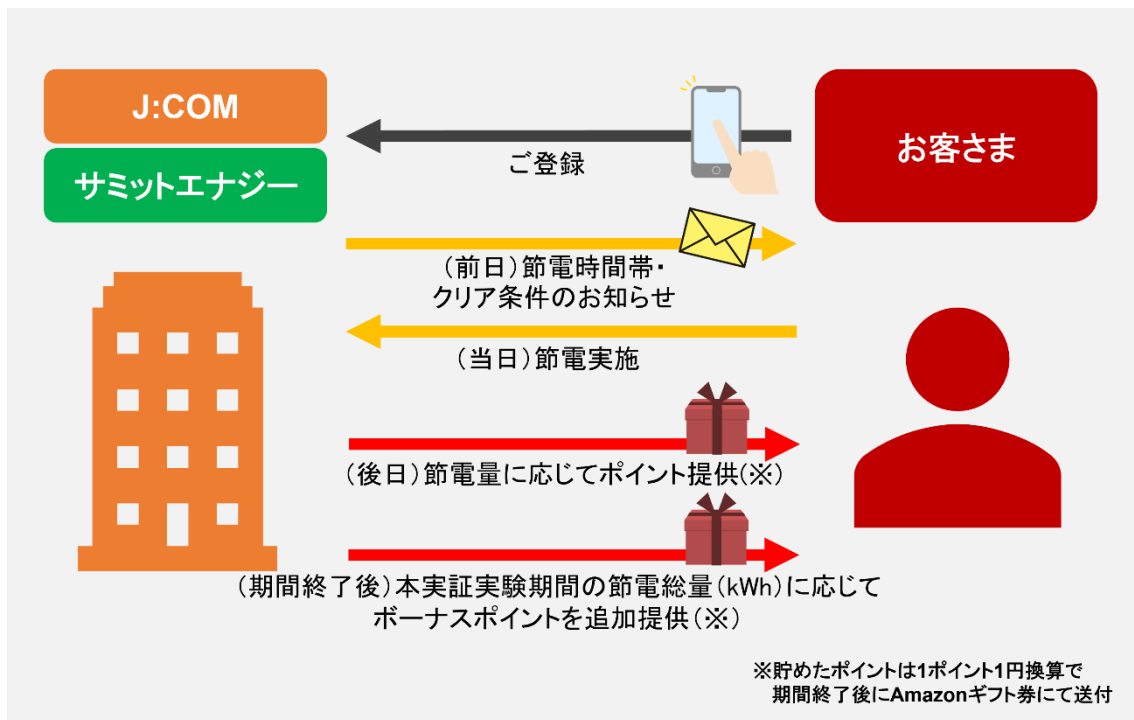 J:COM
サミットエナジー
お客さま
ご登録
（前日）節電時間帯・
クリア条件のお知らせ
（当日）節電実施
（後日）節電量に応じてポイント提供（※）
（期間終了後）本実証実験期間の節電総量（kWh）に応じて
ボーナスポイントを追加提供（※）
※貯めたポイントは1ポイント1円換算で
期間終了後にAmazonギフト券にて送付